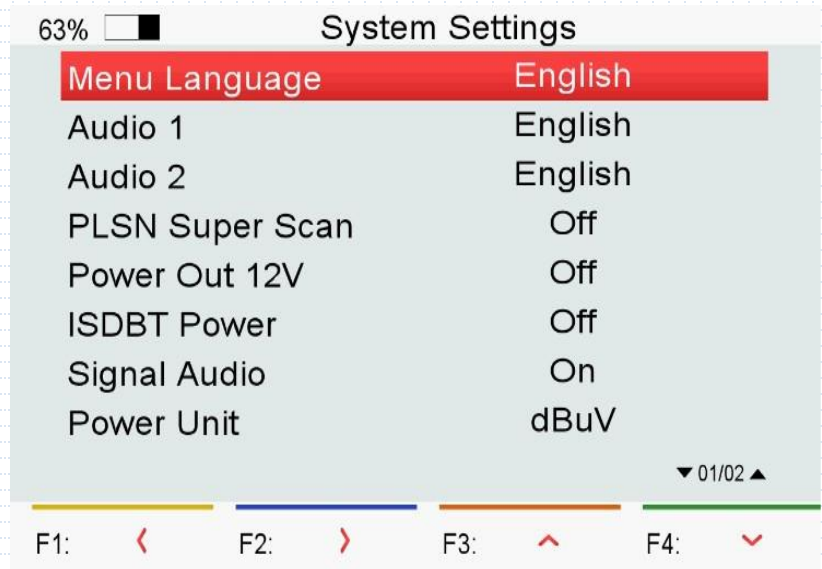 63% System Settings
Menu Language English
Audio 1 English
Audio 2 English
PLSN Super Scan Off
Power Out 12V Off
ISDBT Power Off
Signal Audio On
Power Unit dBuV
▼ 01/02 ▲
F1: < F2: > F3: ^ F4: ⌄